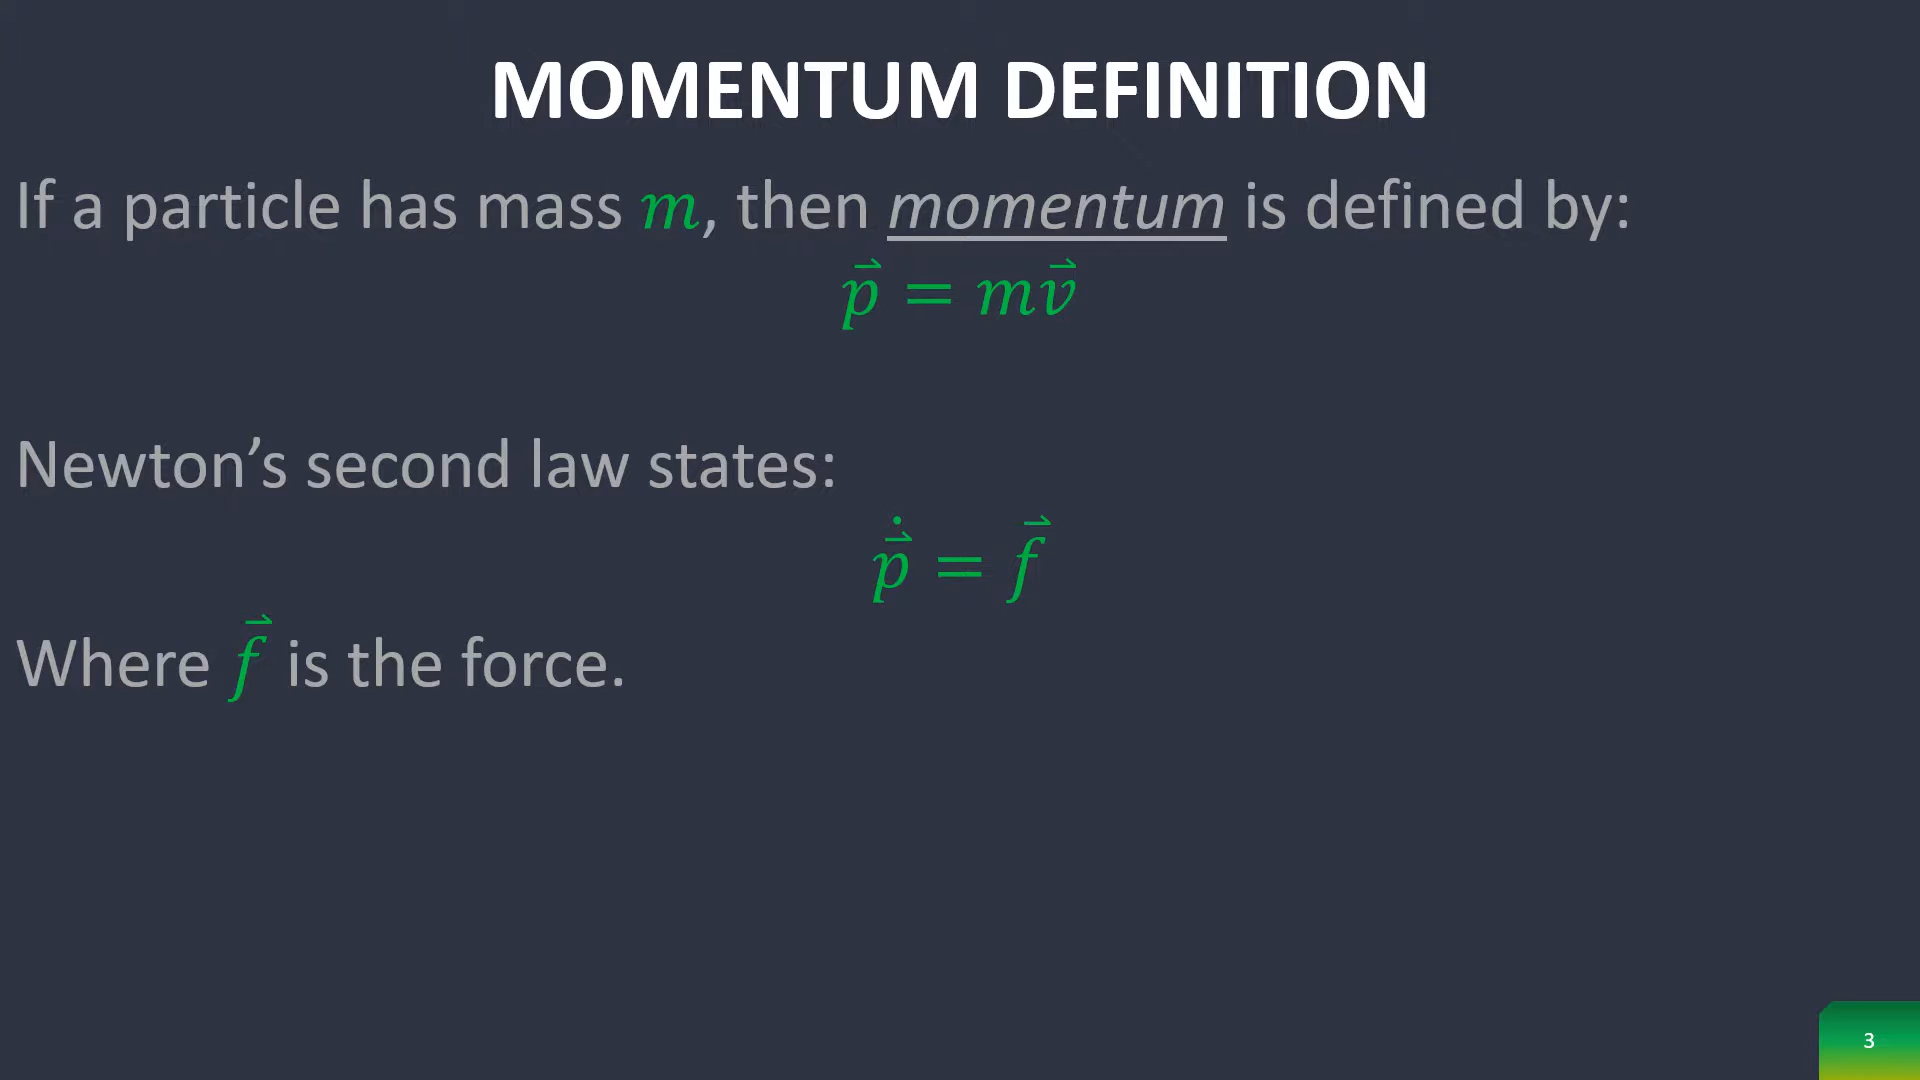 MOMENTUM DEFINITION
If a particle has mass m, then momentum is defined by:
p⃗ = mv⃗
Newton’s second law states:
p⃗̇ = f⃗
Where f⃗ is the force.
3